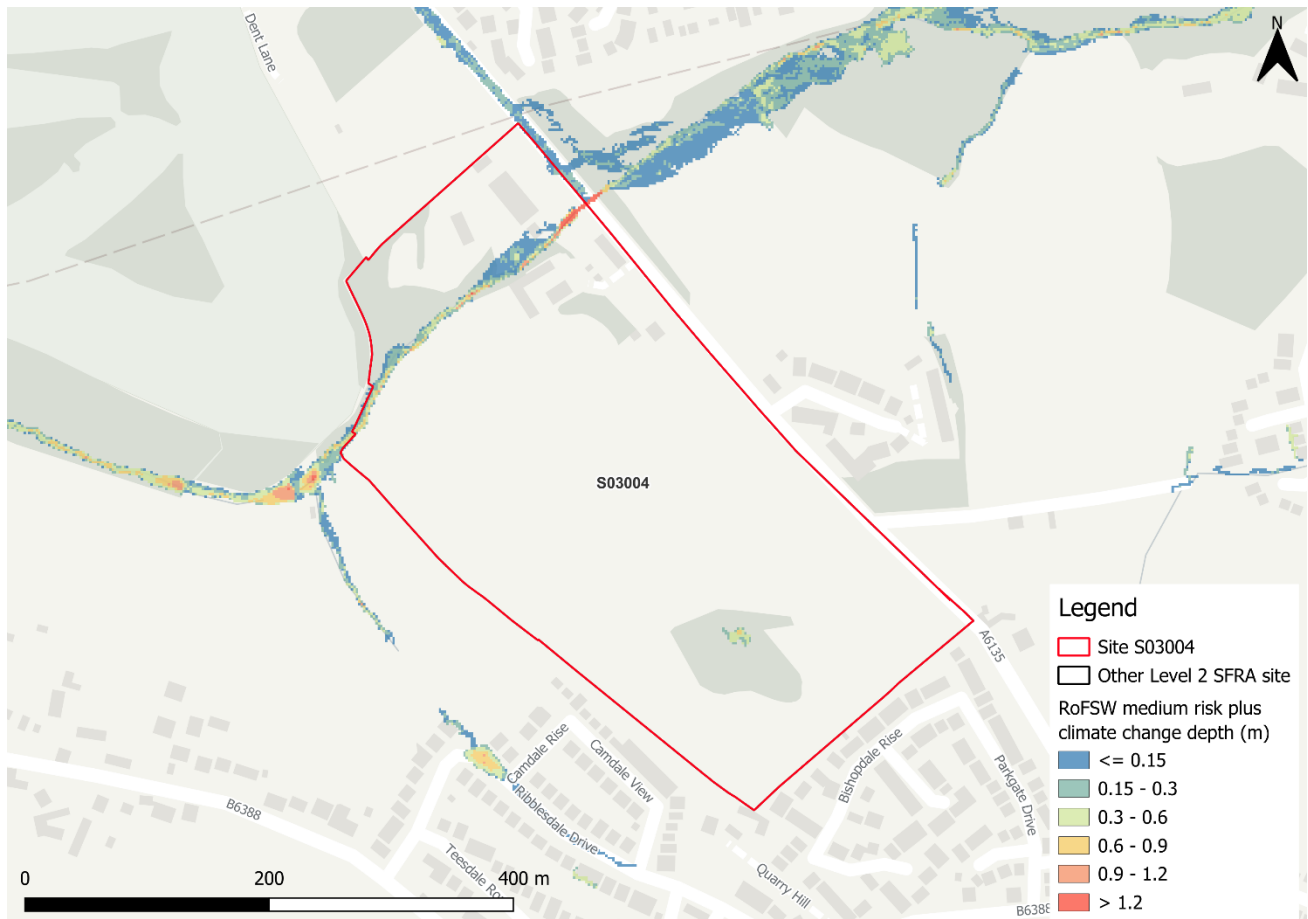 Dent Lane
N
S03004
A6135
Camdale Rise
Camdale View
Bishopdale Rise
Parkgate Drive
Ribblesdale Drive
B6388
Quarry Hill
B6388
0
200
400 m
Legend
Site S03004
Other Level 2 SFRA site
RoFSW medium risk plus
climate change depth (m)
<= 0.15
0.15 - 0.3
0.3 - 0.6
0.6 - 0.9
0.9 - 1.2
> 1.2
Teesdale Ro